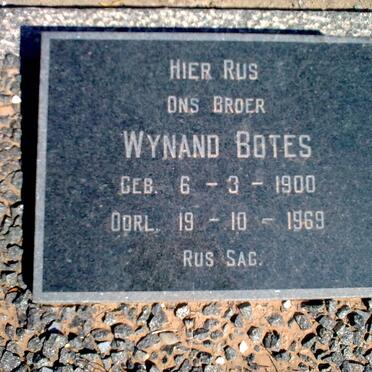 HIER RUS
ONS BROER
WYNAND BOTES
GEB. 6 - 3 - 1900
OORL. 19 - 10 - 1969
RUS SAG.